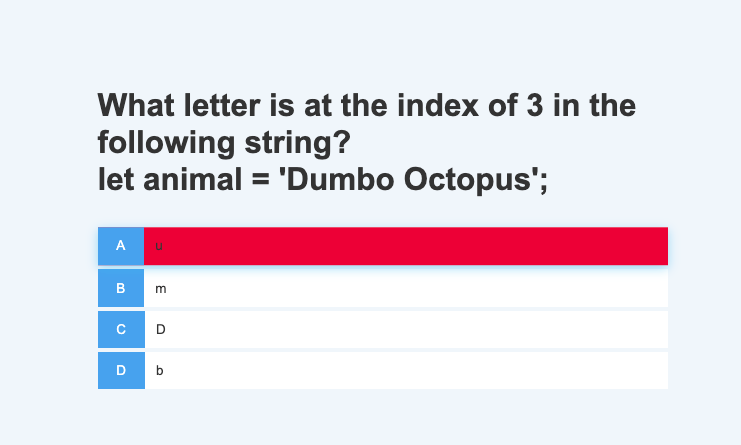 What letter is at the index of 3 in the
following string?
let animal = 'Dumbo Octopus';
A u
B m
C D
D b